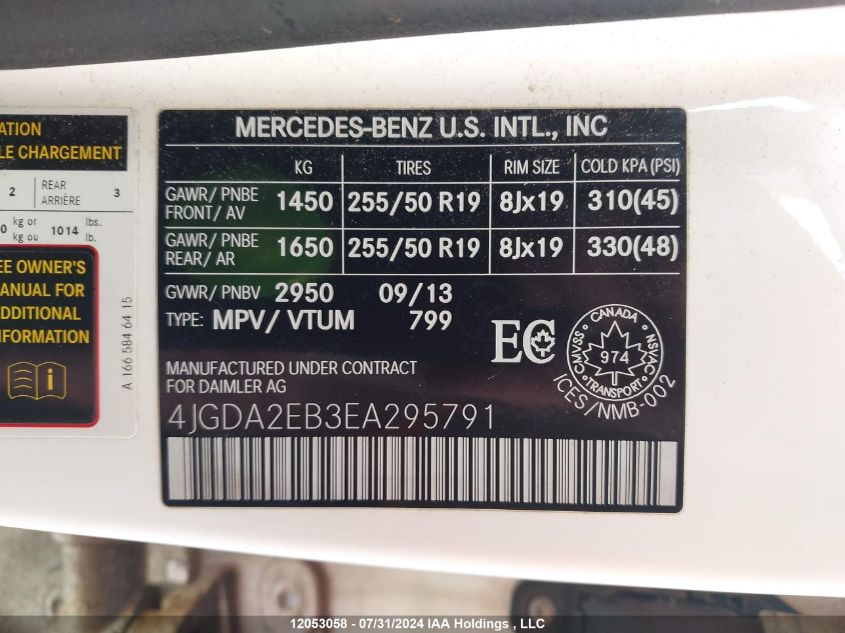 ATION
LE CHARGEMENT
2 REAR ARRIÈRE 3
0 kg or kg ou 1014 lbs. lb.
EE OWNER'S
MANUAL FOR
ADDITIONAL
INFORMATION
A 166 584 64 15
MERCEDES-BENZ U.S. INTL., INC
KG TIRES RIM SIZE COLD KPA (PSI)
GAWR/ PNBE FRONT/ AV 1450 255/50 R19 8Jx19 310(45)
GAWR/ PNBE REAR/ AR 1650 255/50 R19 8Jx19 330(48)
GVWR/ PNBV 2950 09/13
TYPE: MPV/ VTUM 799
EC
CANADA
CMVSS NSVAC
974
TRANSPORT
ICES/NMB-002
MANUFACTURED UNDER CONTRACT
FOR DAIMLER AG
4JGDA2EB3EA295791
12053058 - 07/31/2024 IAA Holdings , LLC